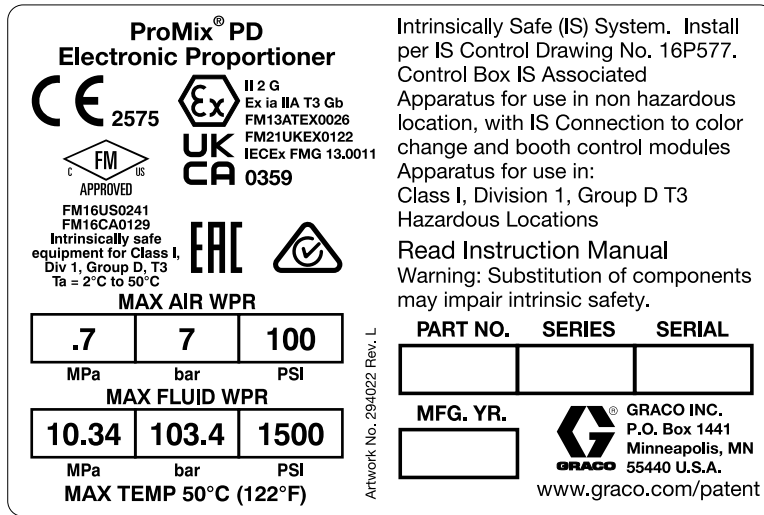 ProMix® PD
Electronic Proportioner
CE 2575
Ex
II 2 G
Ex ia IIA T3 Gb
FM13ATEX0026
FM21UKEX0122
IECEx FMG 13.0011
UK
CA 0359
FM
C US
APPROVED
FM16US0241
FM16CA0129
Intrinsically safe
equipment for Class I,
Div 1, Group D, T3
Ta = 2°C to 50°C
EAC
MAX AIR WPR
.7 7 100
MPa bar PSI
MAX FLUID WPR
10.34 103.4 1500
MPa bar PSI
MAX TEMP 50°C (122°F)
Artwork No. 294022 Rev. L
Intrinsically Safe (IS) System. Install
per IS Control Drawing No. 16P577.
Control Box IS Associated
Apparatus for use in non hazardous
location, with IS Connection to color
change and booth control modules
Apparatus for use in:
Class I, Division 1, Group D T3
Hazardous Locations
Read Instruction Manual
Warning: Substitution of components
may impair intrinsic safety.
PART NO. SERIES SERIAL
MFG. YR.
G®
GRACO
GRACO INC.
P.O. Box 1441
Minneapolis, MN
55440 U.S.A.
www.graco.com/patent